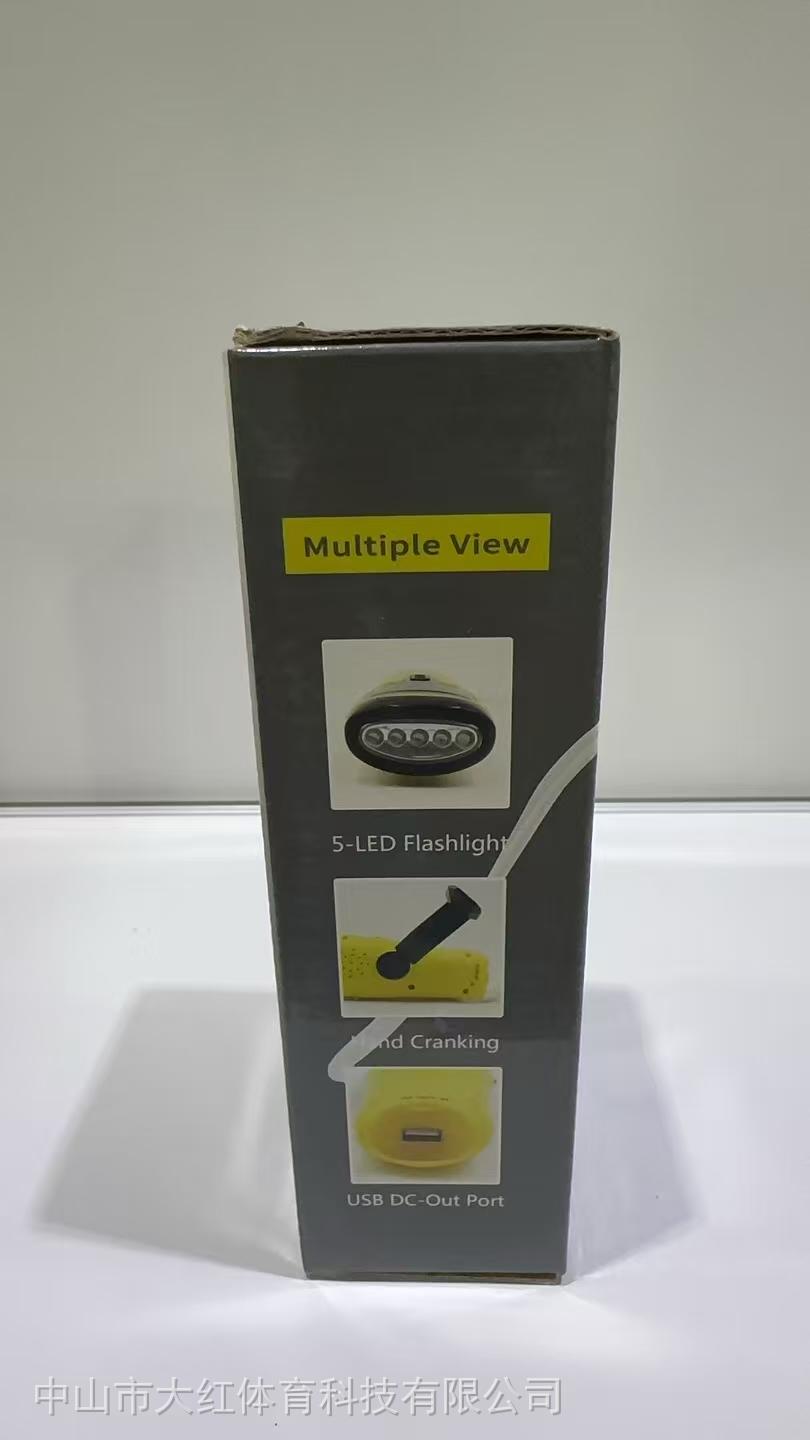 Multiple View
5-LED Flashlight
Hand Cranking
USB DC-Out Port
中山市大红体育科技有限公司